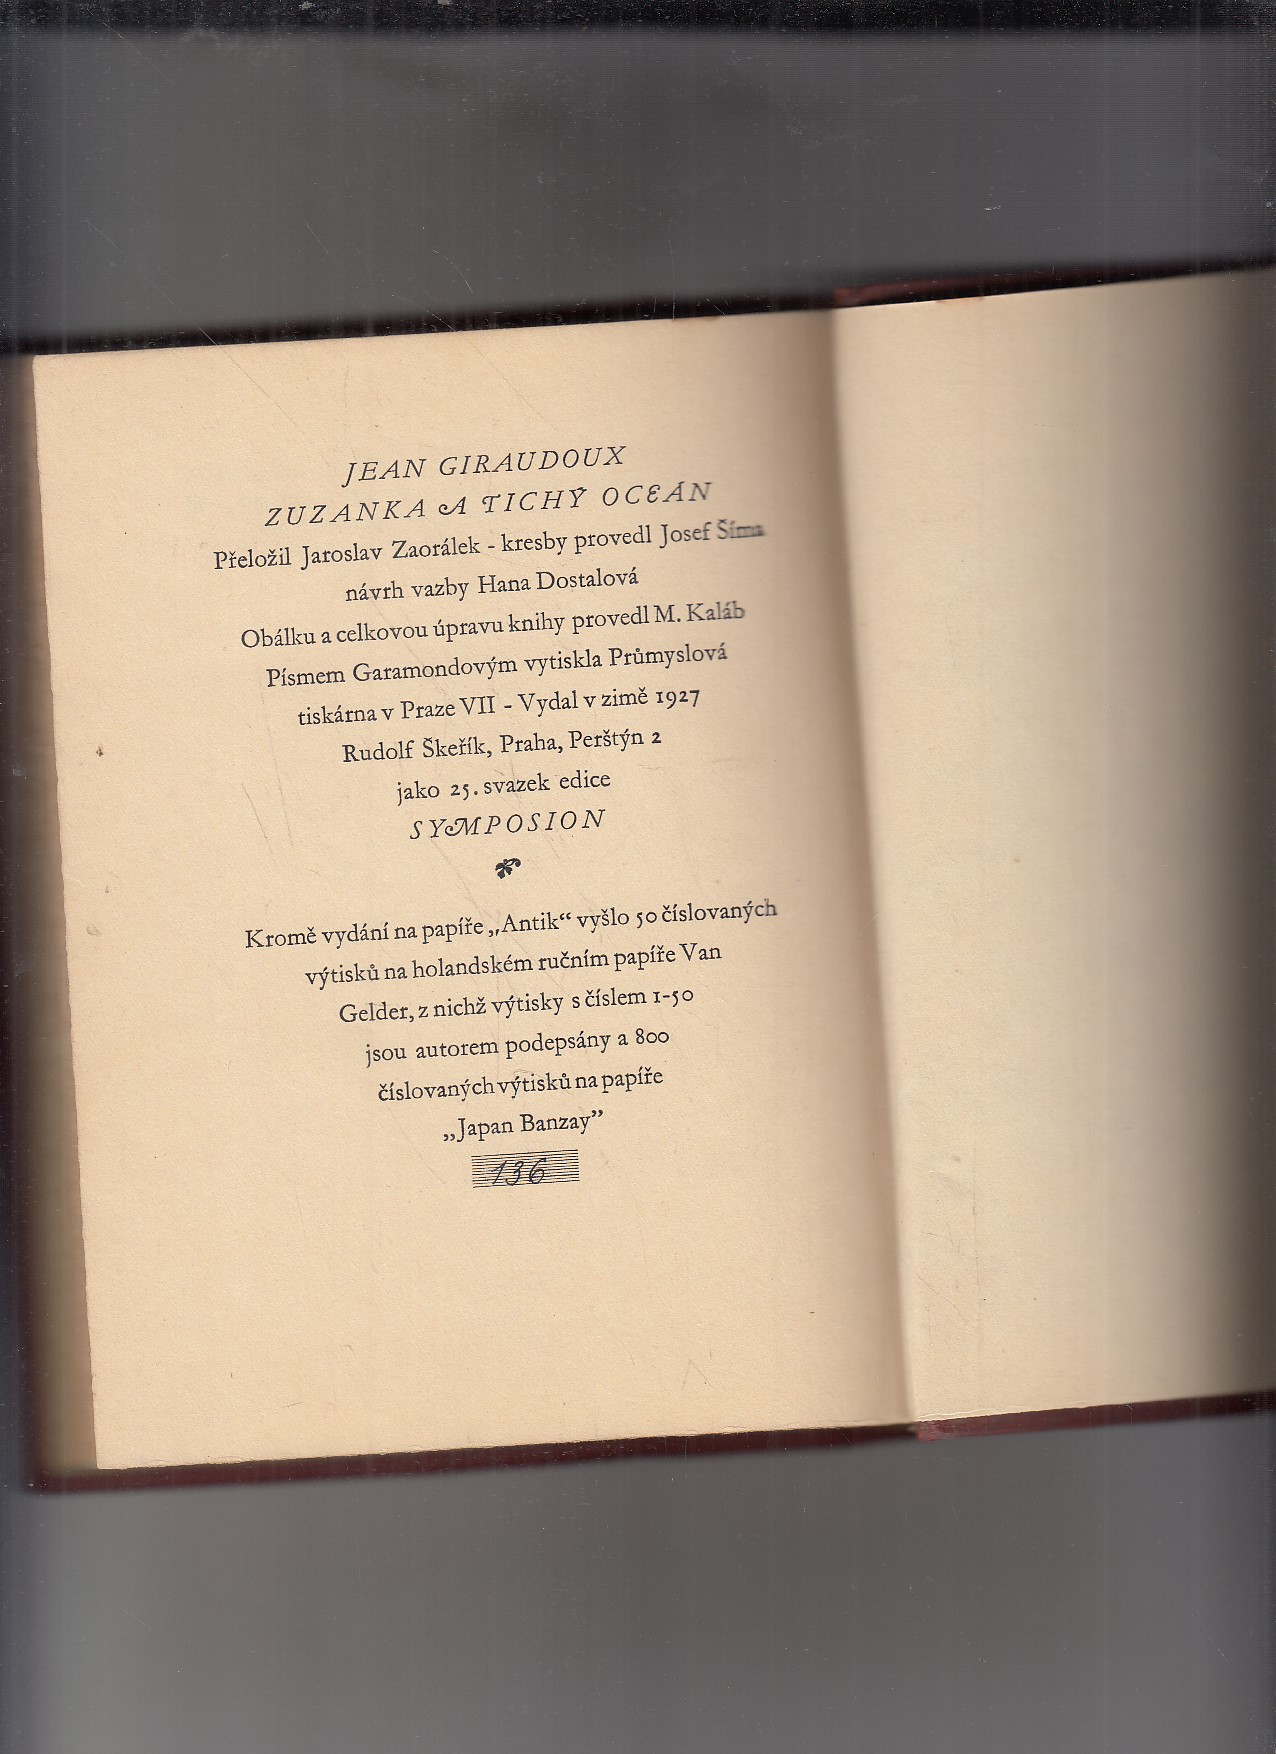 JEAN GIRAUDOUX
ZUZANKA A TICHÝ OCEÁN
Přeložil Jaroslav Zaorálek - kresby provedl Josef Šíma
návrh vazby Hana Dostalová
Obálku a celkovou úpravu knihy provedl M. Kaláb
Písmem Garamondovým vytiskla Průmyslová
tiskárna v Praze VII - Vydal v zimě 1927
Rudolf Škeřík, Praha, Perštýn 2
jako 25. svazek edice
SYMPOSION
Kromě vydání na papíře „Antik“ vyšlo 50 číslovaných
výtisků na holandském ručním papíře Van
Gelder, z nichž výtisky s číslem 1-50
jsou autorem podepsány a 800
číslovaných výtisků na papíře
„Japan Banzay”
136